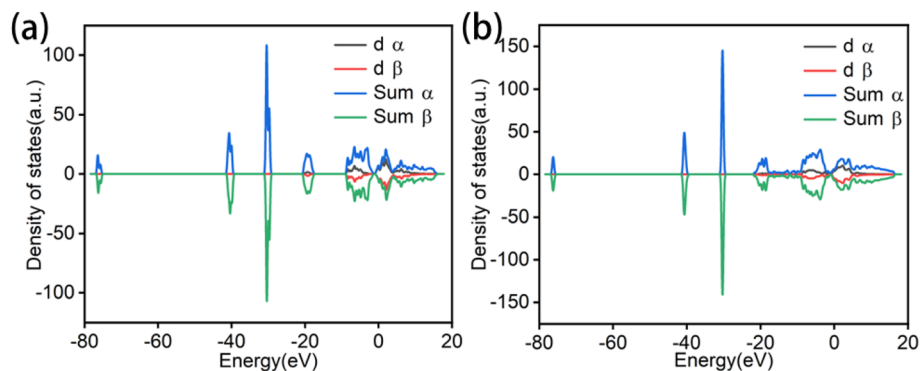 (a)
Density of states(a.u.)
100
50
0
-50
-100
-80
-60
-40
-20
0
20
Energy(eV)
d α
d β
Sum α
Sum β
(b)
Density of states(a.u.)
150
100
50
0
-50
-100
-150
-80
-60
-40
-20
0
20
Energy(eV)
d α
d β
Sum α
Sum β